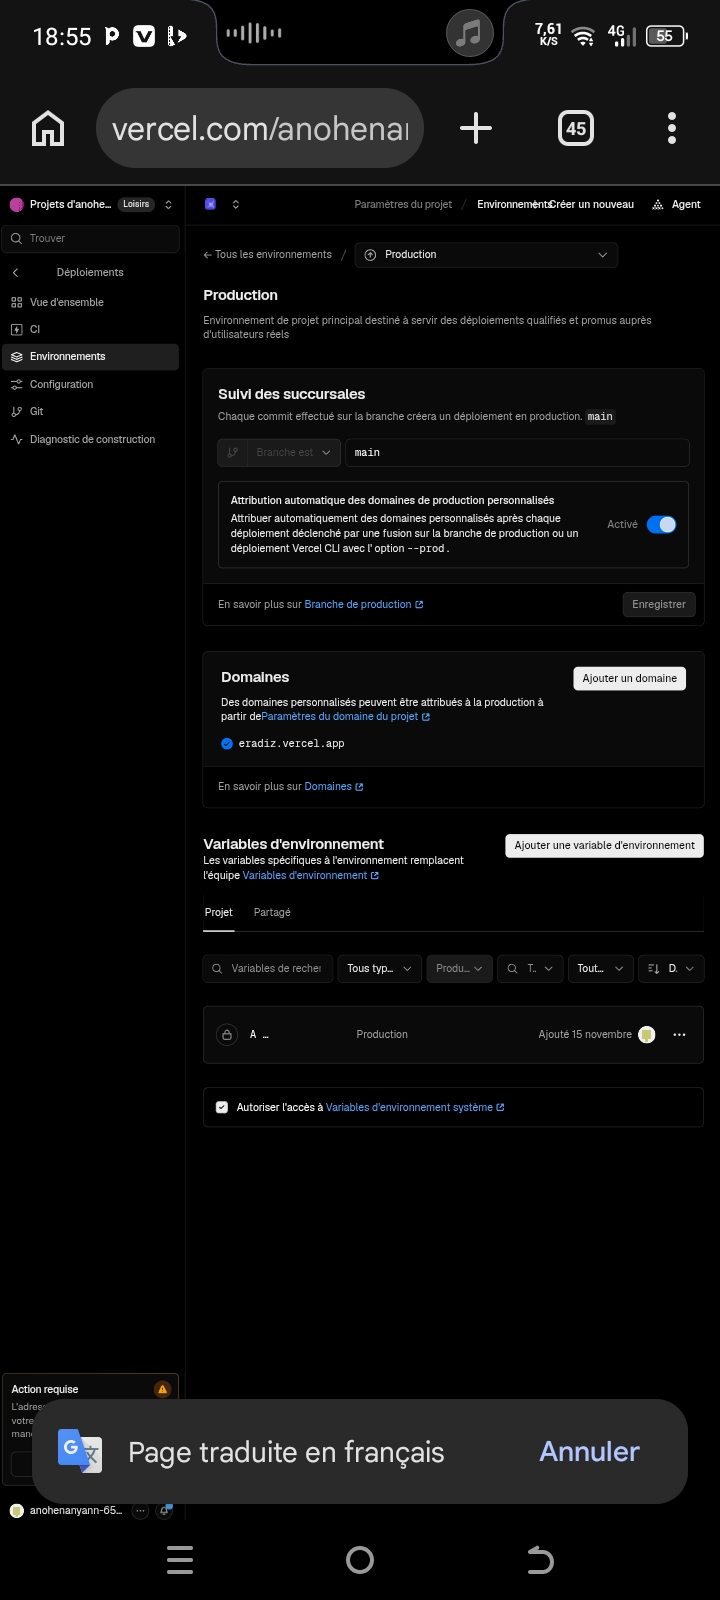 18:55
7,61
K/S
4G
55
vercel.com/anohena
45
Projets d'anohe...
Loisirs
Paramètres du projet / Environnements
Créer un nouveau
Agent
Trouver
← Tous les environnements / Production
Déploiements
Vue d'ensemble
CI
Environnements
Configuration
Git
Diagnostic de construction
Production
Environnement de projet principal destiné à servir des déploiements qualifiés et promus auprès
d'utilisateurs réels
Suivi des succursales
Chaque commit effectué sur la branche créera un déploiement en production. main
Branche est
main
Attribution automatique des domaines de production personnalisés
Attribuer automatiquement des domaines personnalisés après chaque
déploiement déclenché par une fusion sur la branche de production ou un
déploiement Vercel CLI avec l' option --prod.
Activé
En savoir plus sur Branche de production
Enregistrer
Domaines
Ajouter un domaine
Des domaines personnalisés peuvent être attribués à la production à
partir deParamètres du domaine du projet
eradiz.vercel.app
En savoir plus sur Domaines
Variables d'environnement
Ajouter une variable d'environnement
Les variables spécifiques à l'environnement remplacent
l'équipe Variables d'environnement
Projet
Partagé
Variables de recher
Tous typ...
Produ...
T..
Tout...
D.
A ...
Production
Ajouté 15 novembre
Autoriser l'accès à Variables d'environnement système
Action requise
L'adres
votre
mano
Page traduite en français
Annuler
anohenanyann-65...